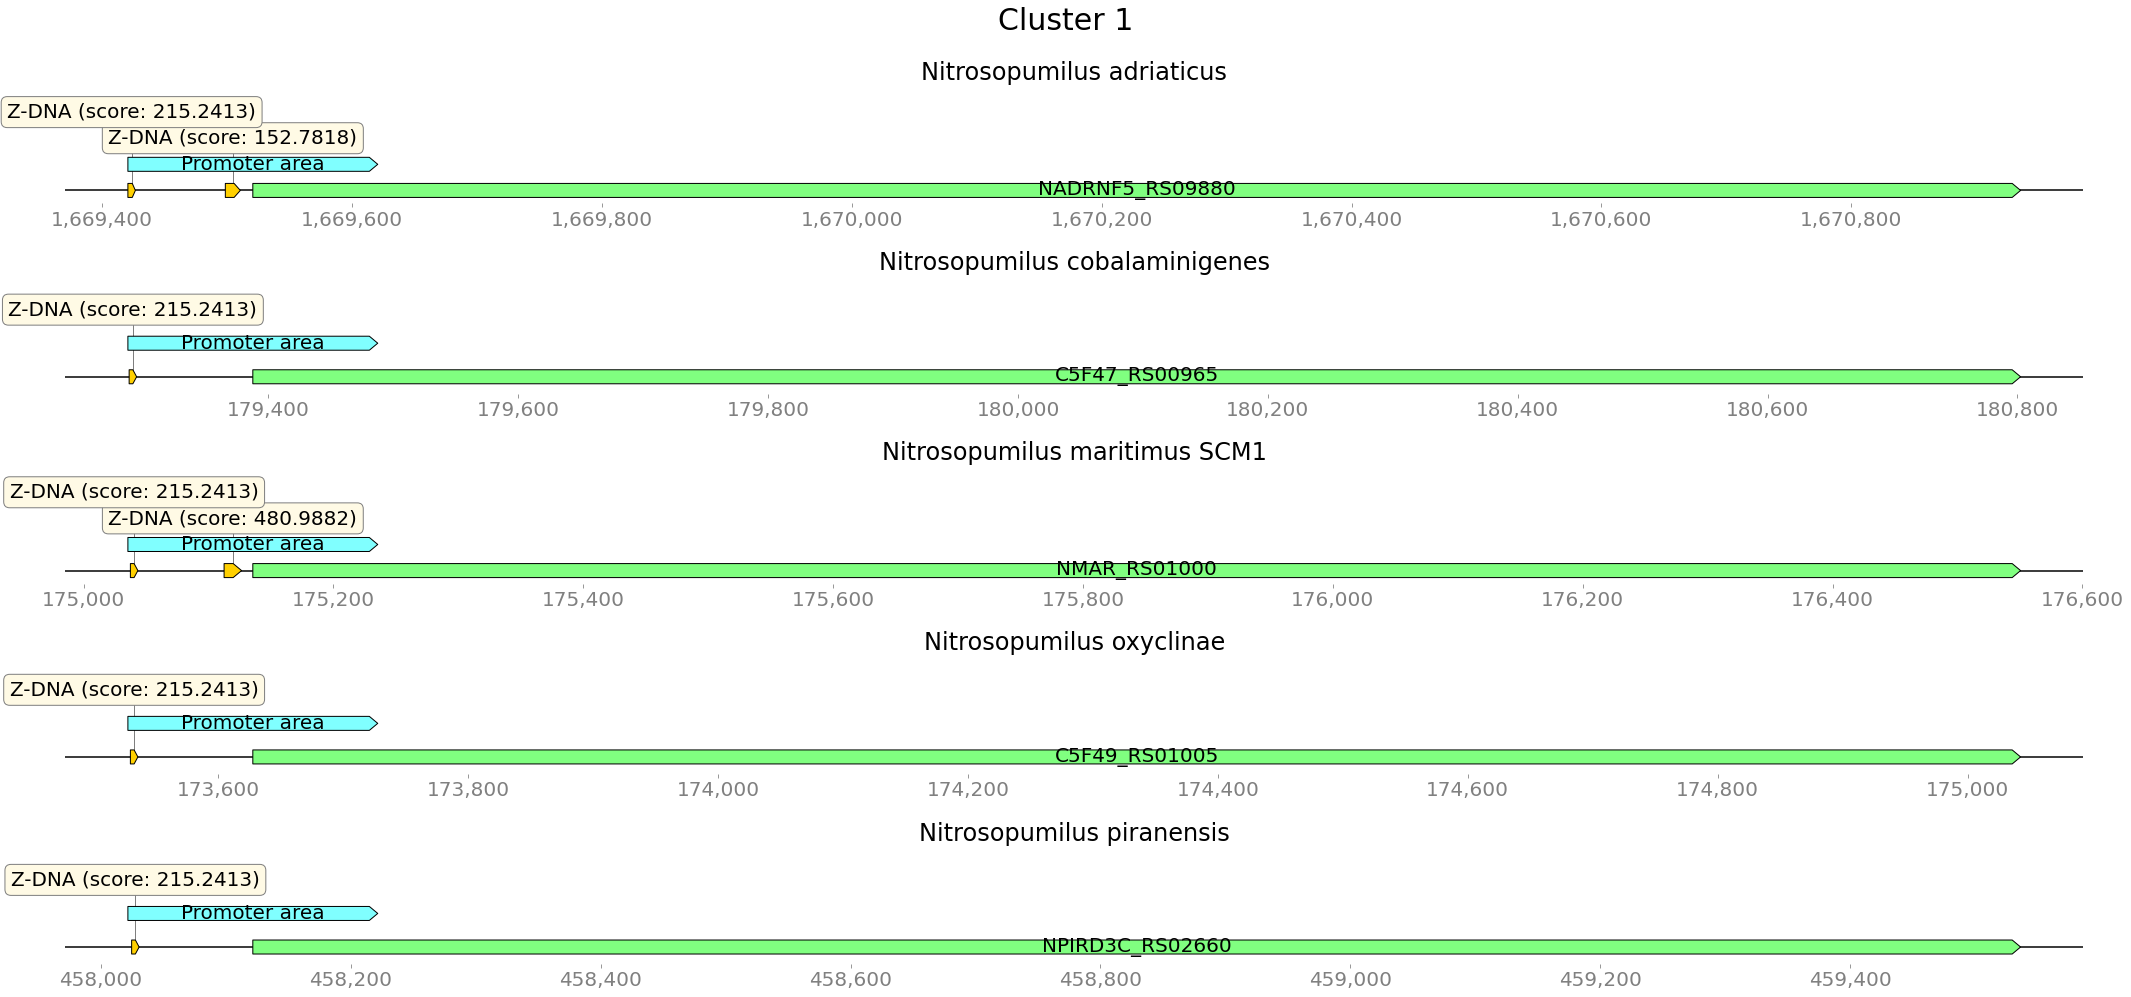 Cluster 1
Nitrosopumilus adriaticus
Z-DNA (score: 215.2413)
Z-DNA (score: 152.7818)
Promoter area
NADRNF5_RS09880
1,669,400 1,669,600 1,669,800 1,670,000 1,670,200 1,670,400 1,670,600 1,670,800
Nitrosopumilus cobalaminigenes
Z-DNA (score: 215.2413)
Promoter area
C5F47_RS00965
179,400 179,600 179,800 180,000 180,200 180,400 180,600 180,800
Nitrosopumilus maritimus SCM1
Z-DNA (score: 215.2413)
Z-DNA (score: 480.9882)
Promoter area
NMAR_RS01000
175,000 175,200 175,400 175,600 175,800 176,000 176,200 176,400 176,600
Nitrosopumilus oxyclinae
Z-DNA (score: 215.2413)
Promoter area
C5F49_RS01005
173,600 173,800 174,000 174,200 174,400 174,600 174,800 175,000
Nitrosopumilus piranensis
Z-DNA (score: 215.2413)
Promoter area
NPIRD3C_RS02660
458,000 458,200 458,400 458,600 458,800 459,000 459,200 459,400